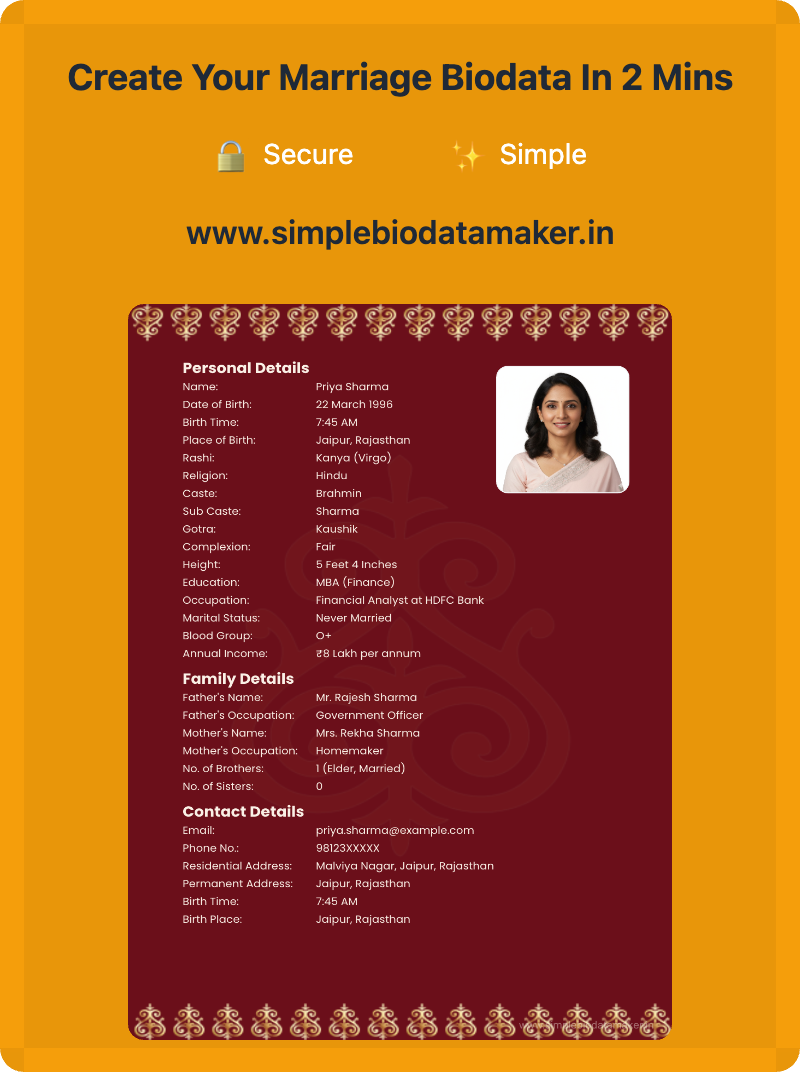 Create Your Marriage Biodata In 2 Mins
Secure
Simple
www.simplebiodatamaker.in
Personal Details
Name: Priya Sharma
Date of Birth: 22 March 1996
Birth Time: 7:45 AM
Place of Birth: Jaipur, Rajasthan
Rashi: Kanya (Virgo)
Religion: Hindu
Caste: Brahmin
Sub Caste: Sharma
Gotra: Kaushik
Complexion: Fair
Height: 5 Feet 4 Inches
Education: MBA (Finance)
Occupation: Financial Analyst at HDFC Bank
Marital Status: Never Married
Blood Group: O+
Annual Income: ₹8 Lakh per annum
Family Details
Father's Name: Mr. Rajesh Sharma
Father's Occupation: Government Officer
Mother's Name: Mrs. Rekha Sharma
Mother's Occupation: Homemaker
No. of Brothers: 1 (Elder, Married)
No. of Sisters: 0
Contact Details
Email: priya.sharma@example.com
Phone No.: 98123XXXXX
Residential Address: Malviya Nagar, Jaipur, Rajasthan
Permanent Address: Jaipur, Rajasthan
Birth Time: 7:45 AM
Birth Place: Jaipur, Rajasthan
www.simplebiodatamaker.in